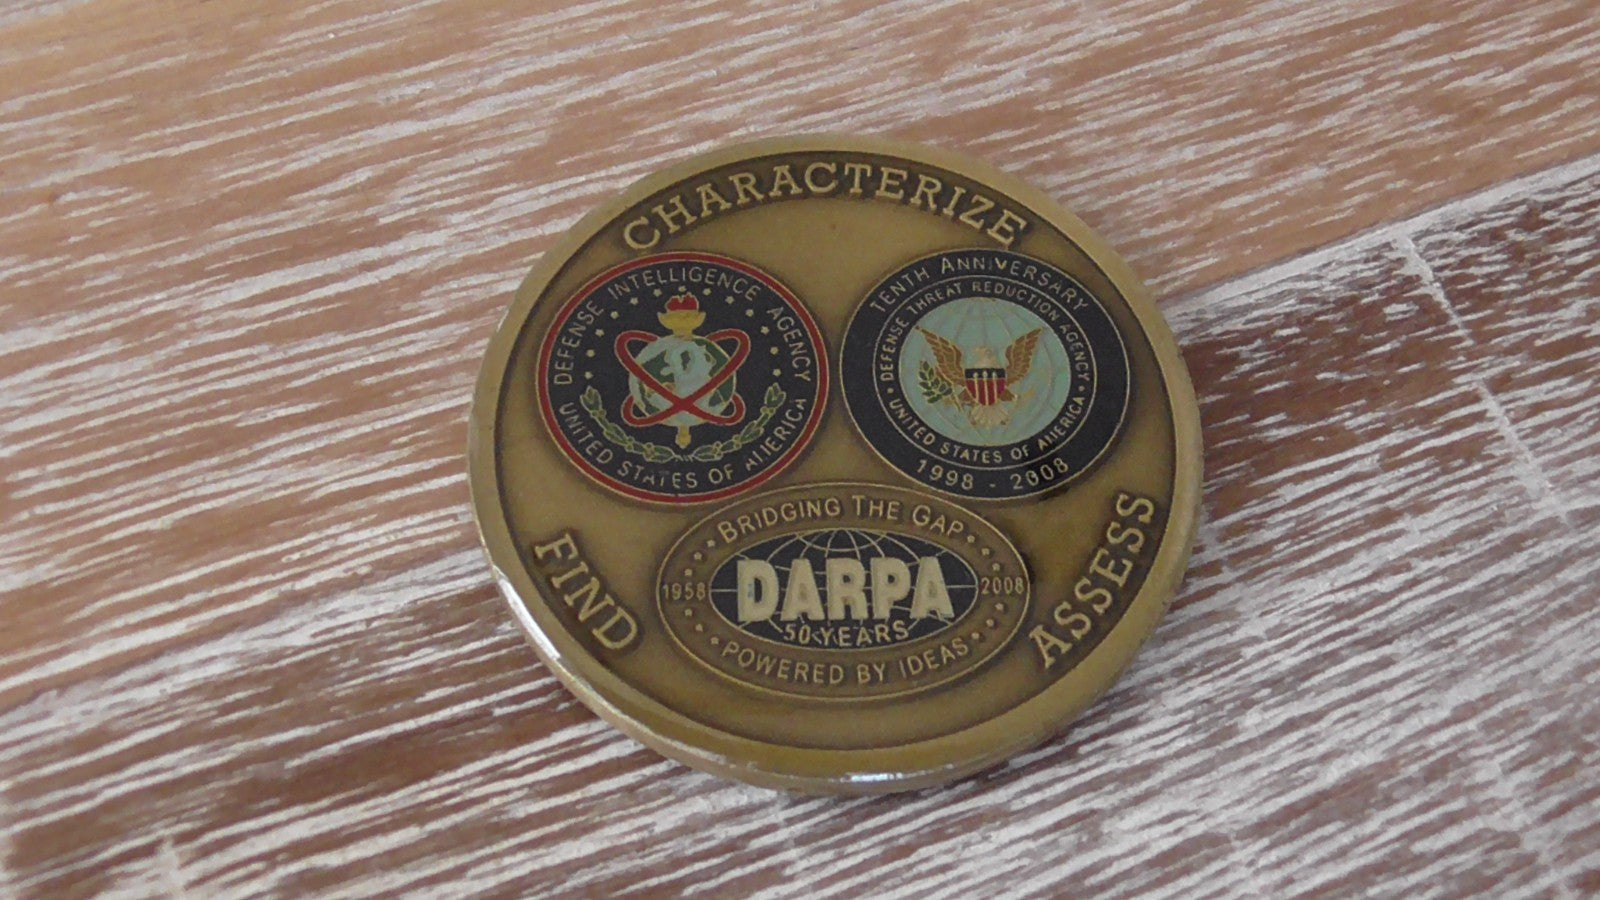 CHARACTERIZE
DEFENSE INTELLIGENCE AGENCY
UNITED STATES OF AMERICA
TENTH ANNIVERSARY
DEFENSE THREAT REDUCTION AGENCY
UNITED STATES OF AMERICA
1998 - 2008
FIND
BRIDGING THE GAP
1958 DARPA 2008
50 YEARS
POWERED BY IDEAS
ASSESS